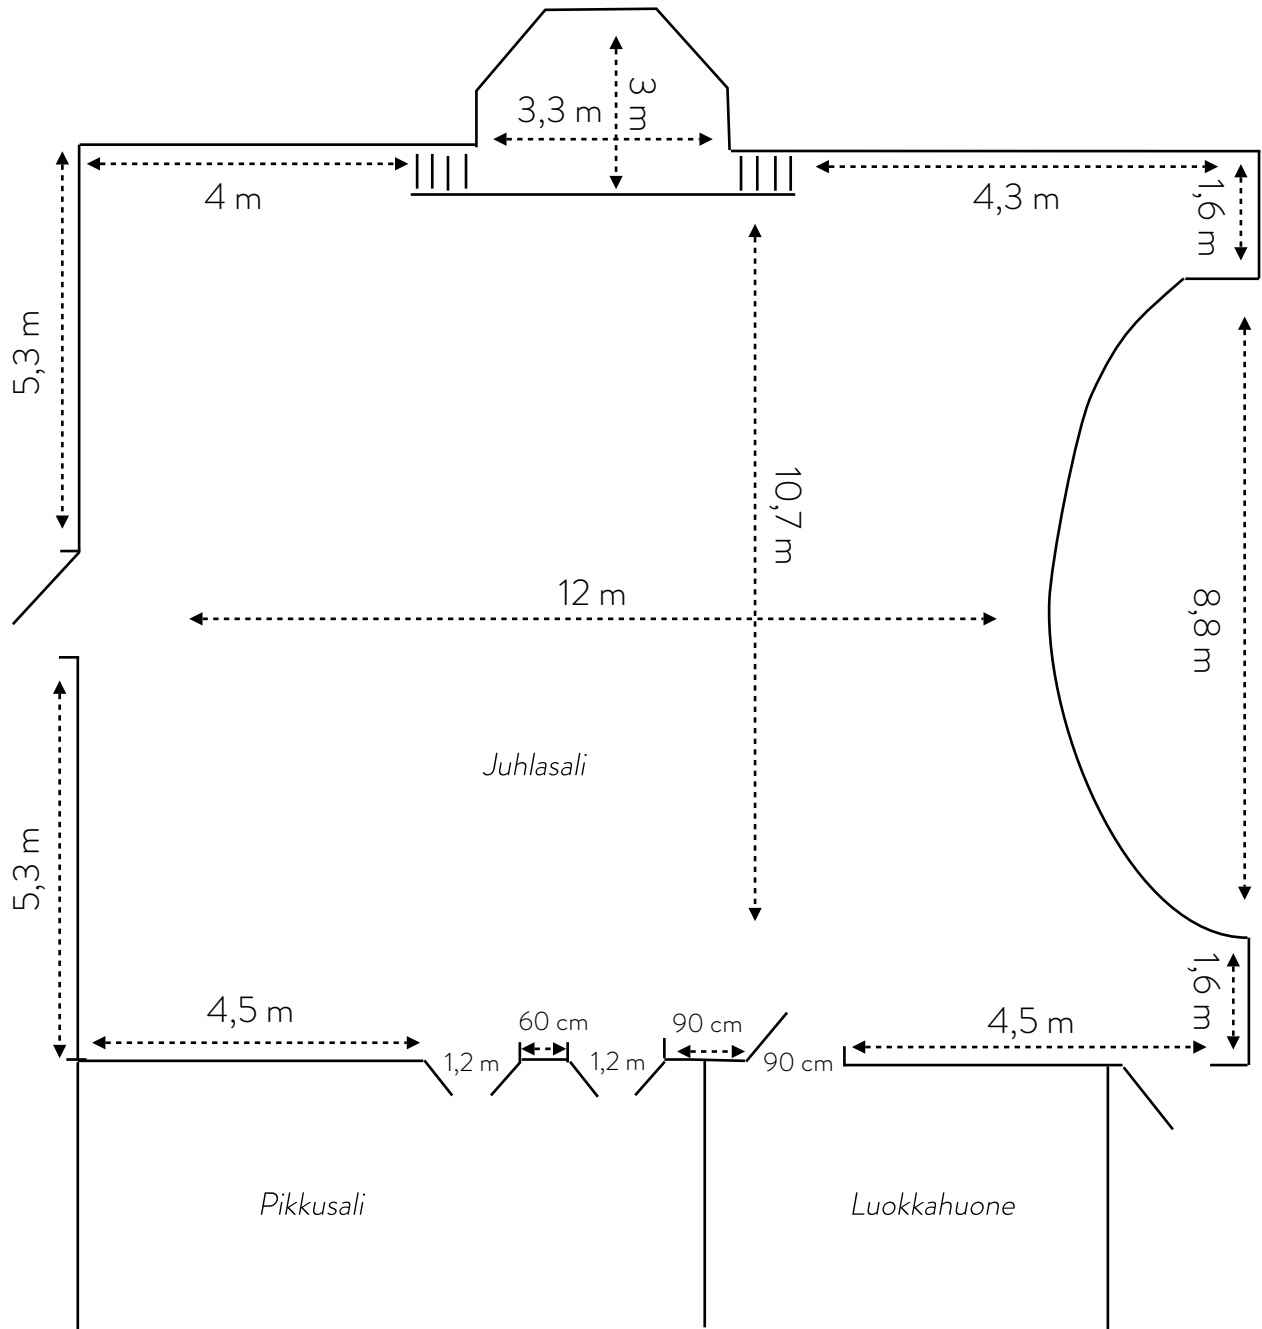 3 m
3,3 m
4 m
4,3 m
1,6 m
5,3 m
10,7 m
12 m
8,8 m
Juhlasali
5,3 m
1,6 m
4,5 m
60 cm
90 cm
4,5 m
1,2 m
1,2 m
90 cm
Pikkusali
Luokkahuone